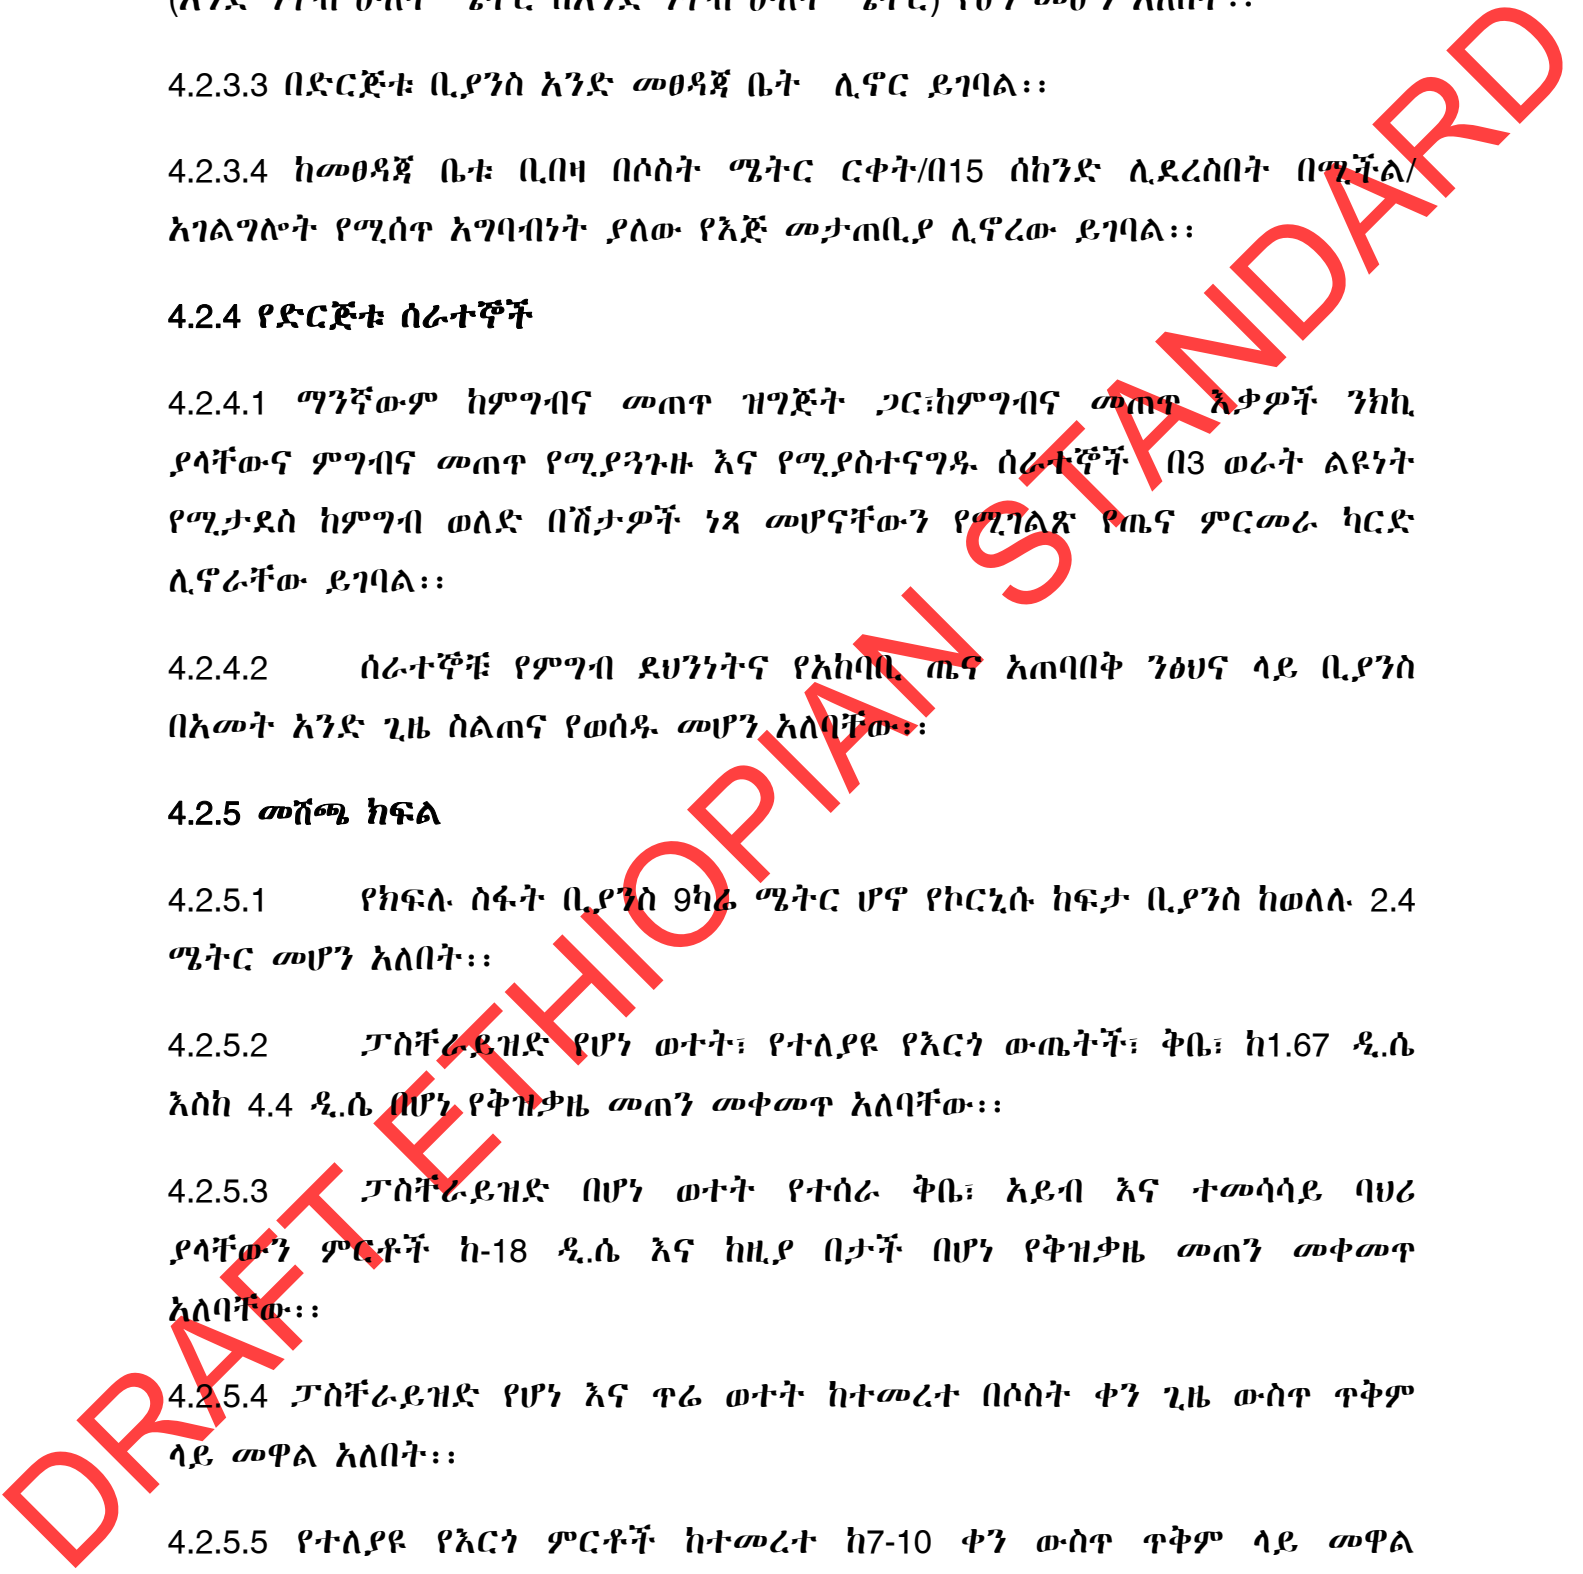 4.2.3.3 በድርጅቱ ቢያንስ አንድ መፀዳጃ ቤት ሊኖር ይገባል፡፡
4.2.3.4 ከመፀዳጃ ቤቱ ቢበዛ በሶስት ሜትር ርቀት/በ15 ሰከንድ ሊደረስበት በሚችል/
አገልግሎት የሚሰጥ አግባብነት ያለው የእጅ መታጠቢያ ሊኖረው ይገባል፡፡
4.2.4 የድርጅቱ ሰራተኞች
4.2.4.1 ማንኛውም ከምግብና መጠጥ ዝግጅት ጋር፣ከምግብና መጠጥ እቃዎች ንክኪ
ያላቸውና ምግብና መጠጥ የሚያጓጉዙ እና የሚያስተናግዱ ሰራተኞች በ3 ወራት ልዩነት
የሚታደስ ከምግብ ወለድ በሽታዎች ነጻ መሆናቸውን የሚገልጽ የጤና ምርመራ ካርድ
ሊኖራቸው ይገባል፡፡
4.2.4.2 ሰራተኞቹ የምግብ ደህንነትና የአከባቢ ጤና አጠባበቅ ንፅህና ላይ ቢያንስ
በአመት አንድ ጊዜ ስልጠና የወሰዱ መሆን አለባቸው፡፡
4.2.5 መሸጫ ክፍል
4.2.5.1 የክፍሉ ስፋት ቢያንስ 9ካሬ ሜትር ሆኖ የኮርኒሱ ከፍታ ቢያንስ ከወለሉ 2.4
ሜትር መሆን አለበት፡፡
4.2.5.2 ፓስቸራይዝድ የሆነ ወተት፣ የተለያዩ የእርጎ ውጤትች፣ ቅቤ፣ ከ1.67 ዲ.ሴ
እስከ 4.4 ዲ.ሴ በሆነ የቅዝቃዜ መጠን መቀመጥ አለባቸው፡፡
4.2.5.3 ፓስቸራይዝድ በሆነ ወተት የተሰራ ቅቤ፣ አይብ እና ተመሳሳይ ባህሪ
ያላቸውን ምርቶች ከ-18 ዲ.ሴ እና ከዚያ በታች በሆነ የቅዝቃዜ መጠን መቀመጥ
አለባቸው፡፡
4.2.5.4 ፓስቸራይዝድ የሆነ እና ጥሬ ወተት ከተመረተ በሶስት ቀን ጊዜ ውስጥ ጥቅም
ላይ መዋል አለበት፡፡
4.2.5.5 የተለያዩ የእርጎ ምርቶች ከተመረተ ከ7-10 ቀን ውስጥ ጥቅም ላይ መዋል
DRAFT ETHIOPIAN STANDARD